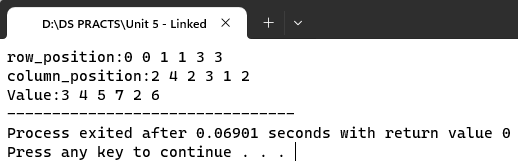 D:\DS PRACTS\Unit 5 - Linked
row_position:0 0 1 1 3 3
column_position:2 4 2 3 1 2
Value:3 4 5 7 2 6
--------------------------------
Process exited after 0.06901 seconds with return value 0
Press any key to continue . . .